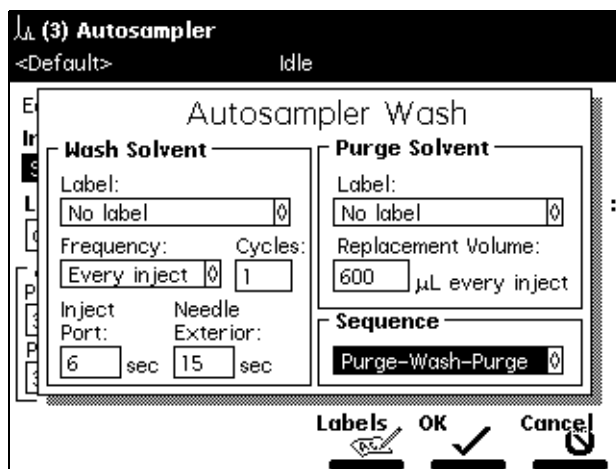 (3) Autosampler
<Default> Idle
Autosampler Wash
Wash Solvent
Label:
No label
Frequency: Cycles:
Every inject 1
Inject Port: Needle Exterior:
6 sec 15 sec
Purge Solvent
Label:
No label
Replacement Volume:
600 µL every inject
Sequence
Purge-Wash-Purge
Labels OK Cancel